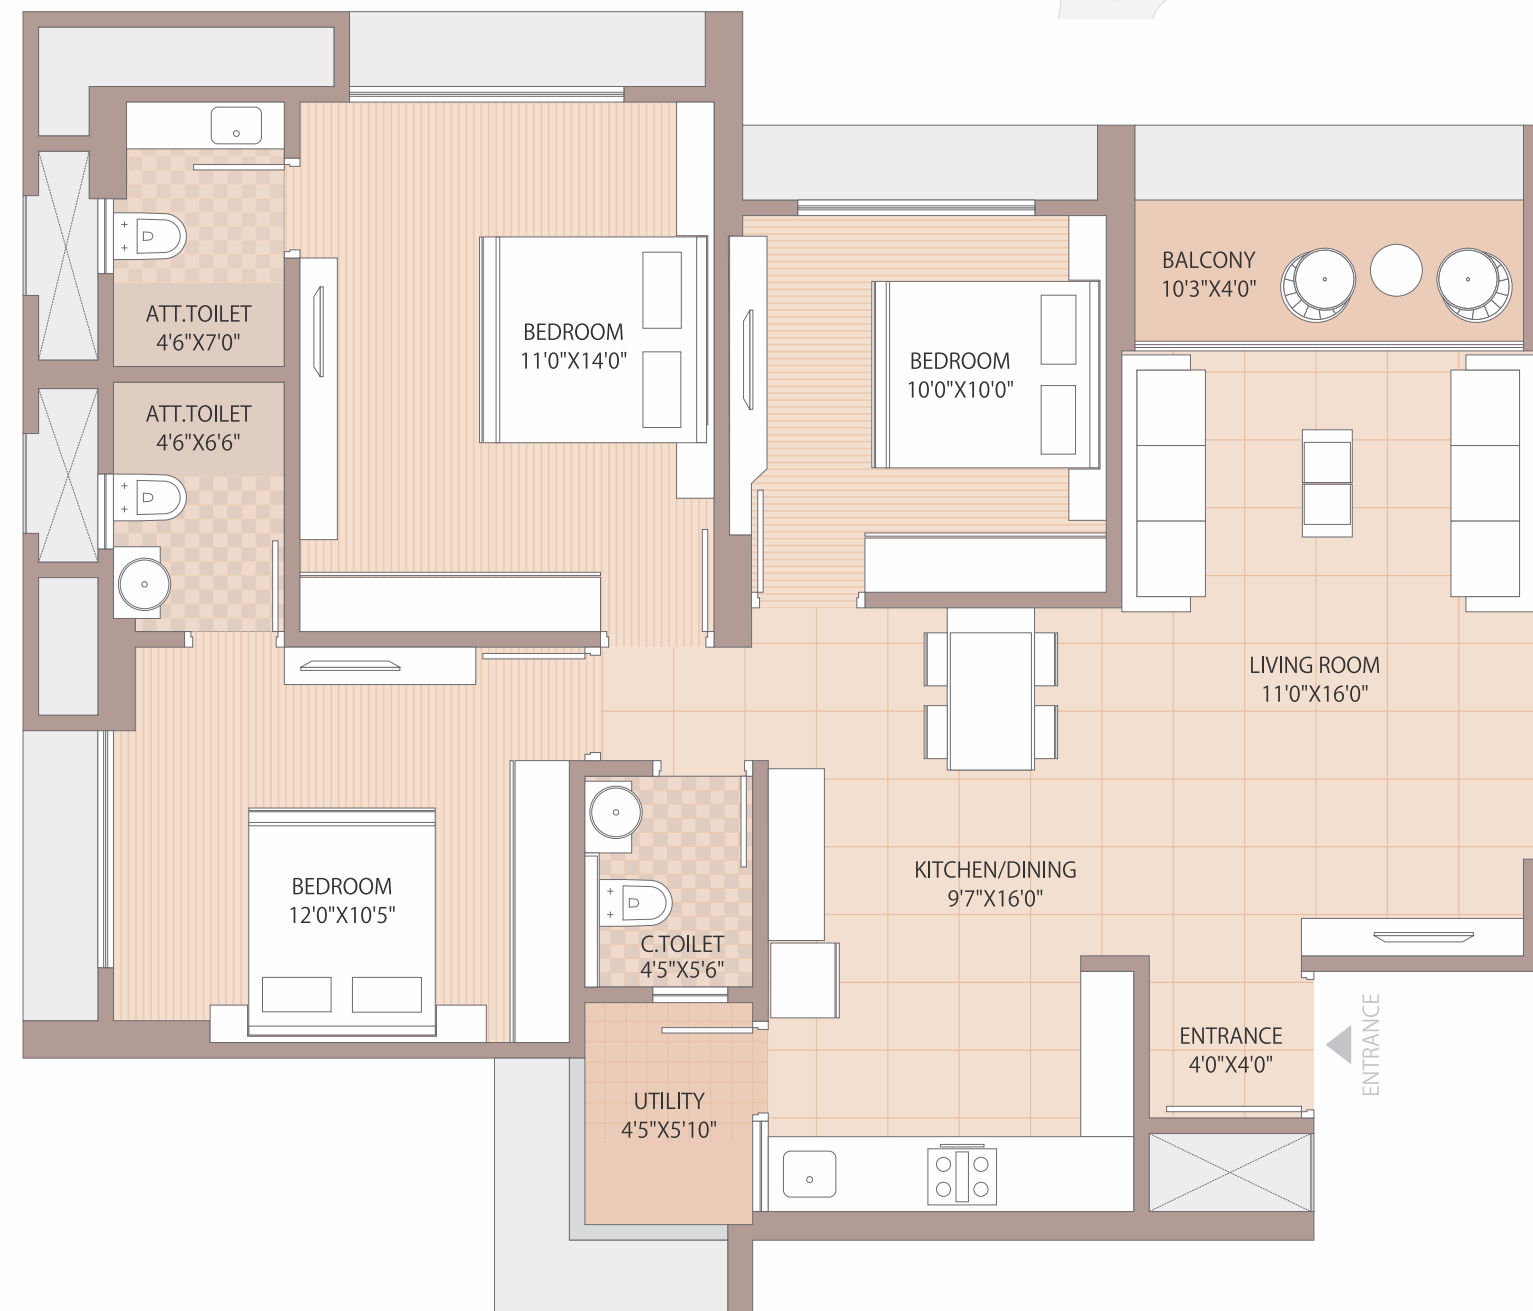 BALCONY
10'3"X4'0"
ATT.TOILET
4'6"X7'0"
BEDROOM
11'0"X14'0"
BEDROOM
10'0"X10'0"
ATT.TOILET
4'6"X6'6"
LIVING ROOM
11'0"X16'0"
KITCHEN/DINING
9'7"X16'0"
BEDROOM
12'0"X10'5"
C.TOILET
4'5"X5'6"
ENTRANCE
4'0"X4'0"
ENTRANCE
UTILITY
4'5"X5'10"